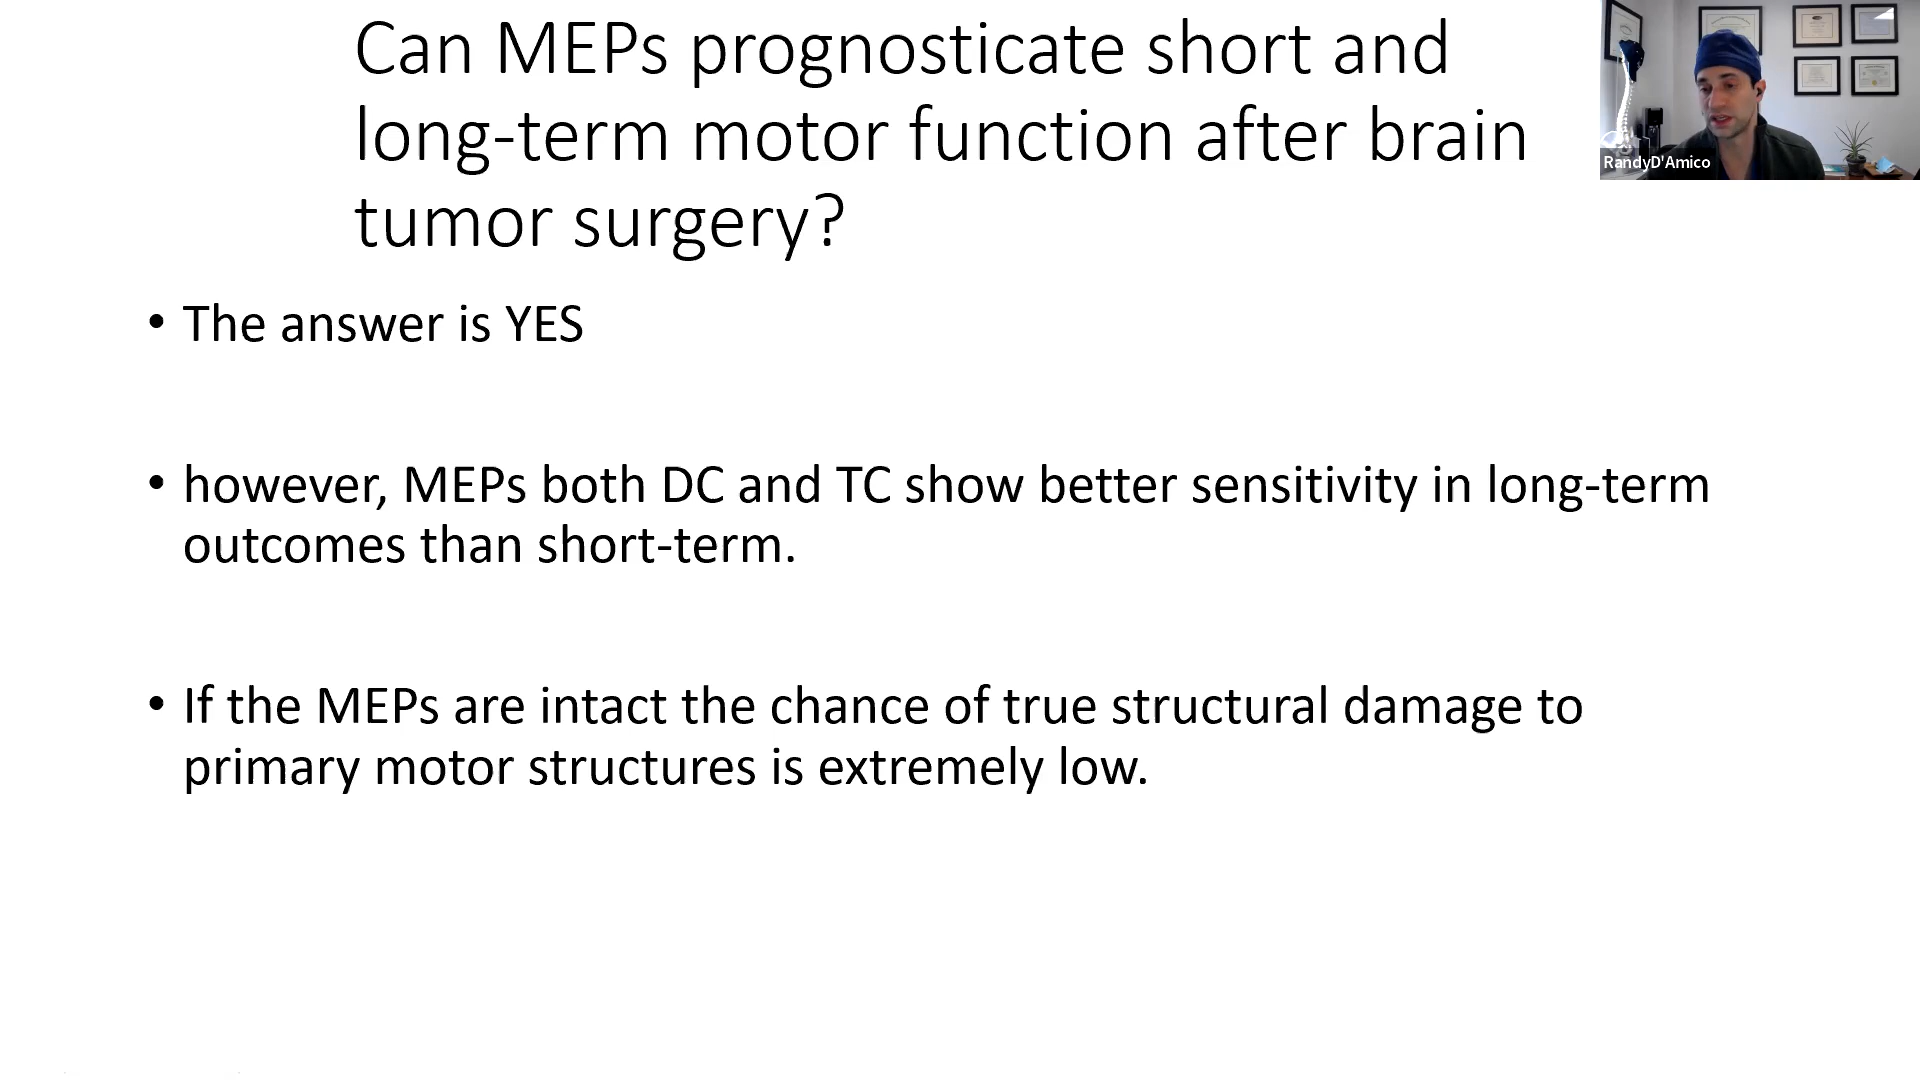 Can MEPs prognosticate short and
long-term motor function after brain
tumor surgery?
RandyD'Amico
• The answer is YES
• however, MEPs both DC and TC show better sensitivity in long-term
outcomes than short-term.
• If the MEPs are intact the chance of true structural damage to
primary motor structures is extremely low.